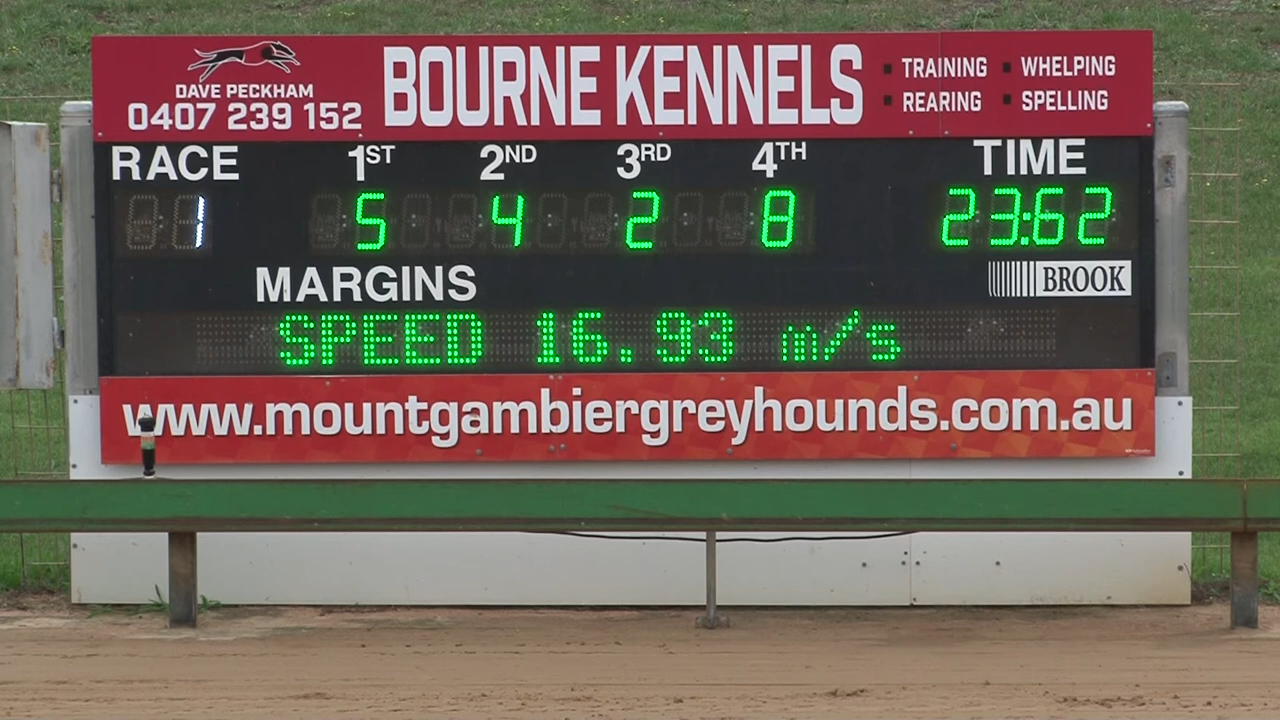 DAVE PECKHAM
0407 239 152
BOURNE KENNELS
▪ TRAINING ▪ WHELPING
▪ REARING ▪ SPELLING
RACE 1ST 2ND 3RD 4TH TIME
1 5 4 2 8 23:62
MARGINS
BROOK
SPEED 16.93 m/s
www.mountgambiergreyhounds.com.au